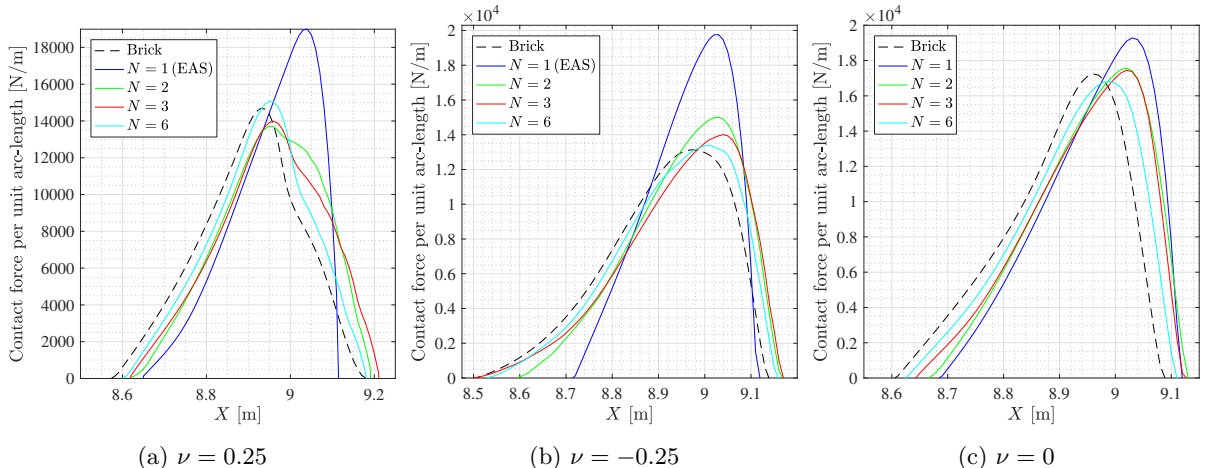 Contact force per unit arc-length [N/m]
18000
16000
14000
12000
10000
8000
6000
4000
2000
0
Brick
N = 1 (EAS)
N = 2
N = 3
N = 6
8.6 8.8 9 9.2
X [m]
(a) ν = 0.25
×10⁴
Contact force per unit arc-length [N/m]
2
1.8
1.6
1.4
1.2
1
0.8
0.6
0.4
0.2
0
Brick
N = 1 (EAS)
N = 2
N = 3
N = 6
8.5 8.6 8.7 8.8 8.9 9 9.1
X [m]
(b) ν = −0.25
×10⁴
Contact force per unit arc-length [N/m]
2
1.8
1.6
1.4
1.2
1
0.8
0.6
0.4
0.2
0
Brick
N = 1
N = 2
N = 3
N = 6
8.6 8.7 8.8 8.9 9 9.1
X [m]
(c) ν = 0